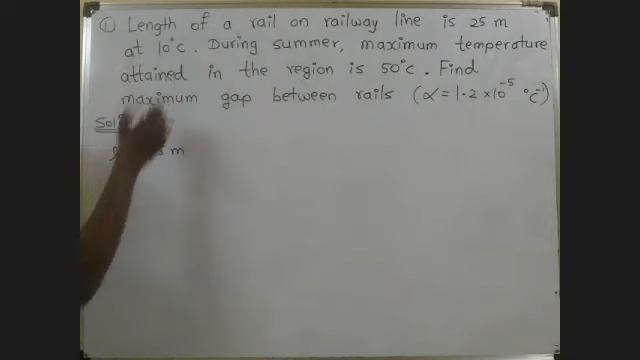 ① Length of a rail on railway line is 25 m
at 10°c. During summer, maximum temperature
attained in the region is 50°c. Find
maximum gap between rails (α = 1.2 × 10⁻⁵ °c⁻¹)
Sol
m